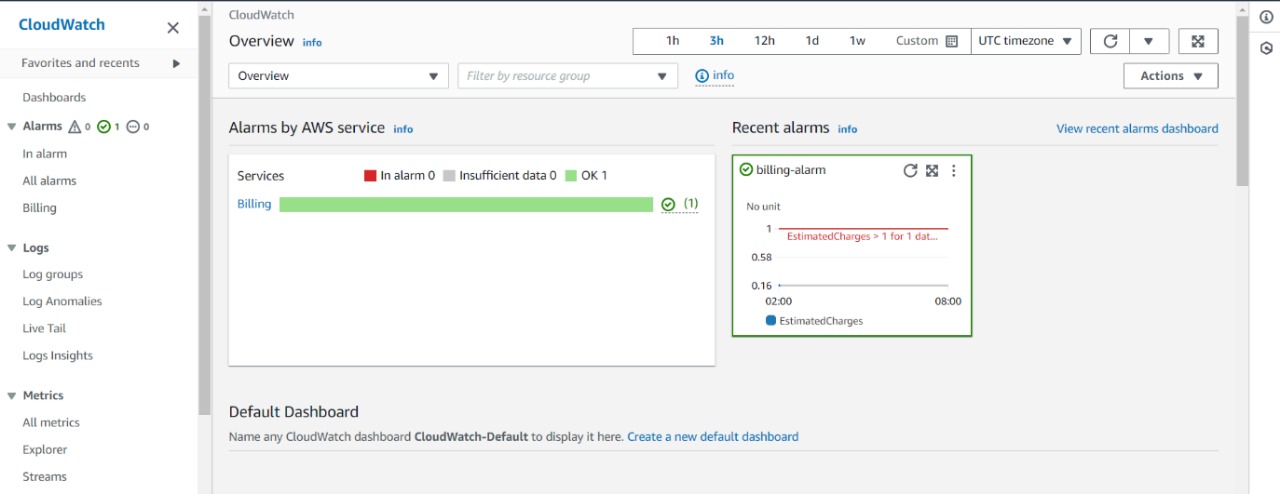 CloudWatch
Favorites and recents
Dashboards
Alarms 0 1 0
In alarm
All alarms
Billing
Logs
Log groups
Log Anomalies
Live Tail
Logs Insights
Metrics
All metrics
Explorer
Streams
CloudWatch
Overview info
1h 3h 12h 1d 1w Custom UTC timezone
Overview Filter by resource group info Actions
Alarms by AWS service info
Services In alarm 0 Insufficient data 0 OK 1
Billing (1)
Recent alarms info View recent alarms dashboard
billing-alarm
No unit
1
EstimatedCharges > 1 for 1 dat...
0.58
0.16
02:00 08:00
EstimatedCharges
Default Dashboard
Name any CloudWatch dashboard CloudWatch-Default to display it here. Create a new default dashboard